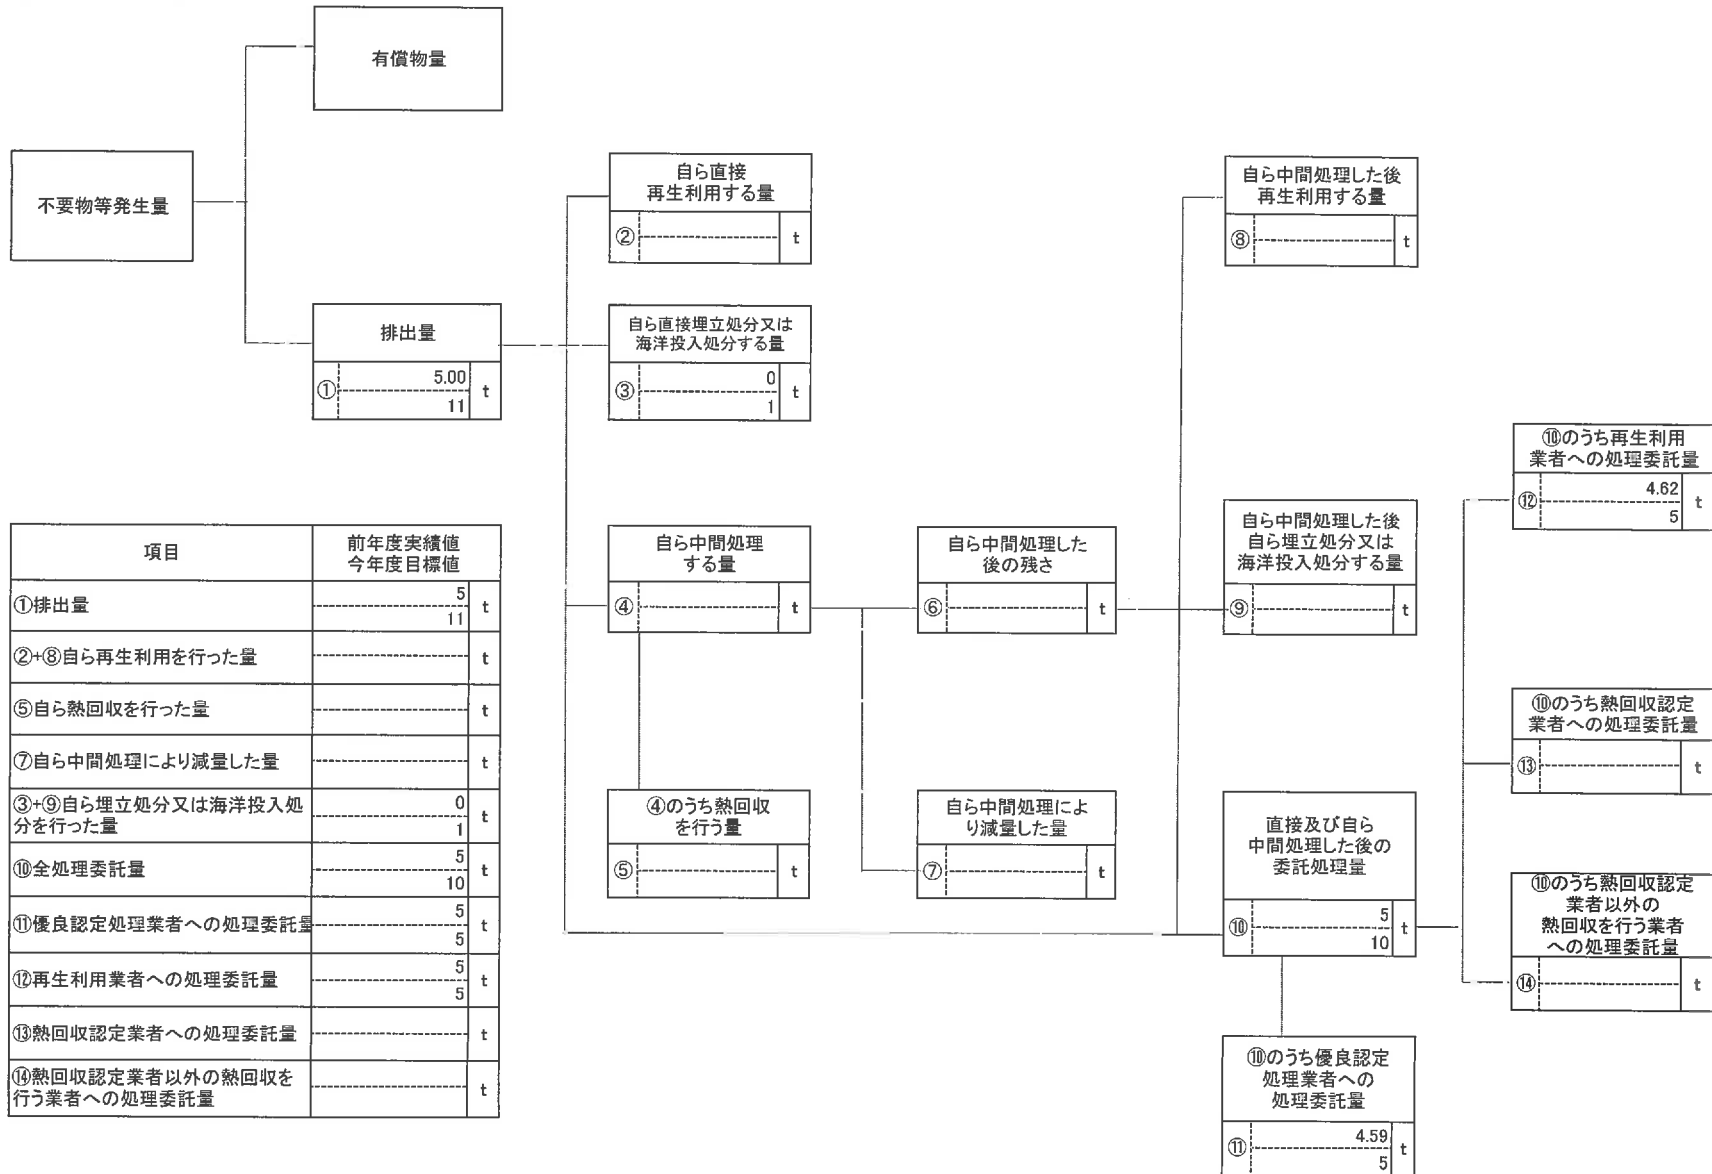 有償物量
不要物等発生量
排出量
①
5.00
11
t
自ら直接
再生利用する量
②
t
自ら直接埋立処分又は
海洋投入処分する量
③
0
1
t
自ら中間処理
する量
④
t
④のうち熱回収
を行う量
⑤
t
自ら中間処理した
後の残さ
⑥
t
自ら中間処理によ
り減量した量
⑦
t
自ら中間処理した後
再生利用する量
⑧
t
自ら中間処理した後
自ら埋立処分又は
海洋投入処分する量
⑨
t
直接及び自ら
中間処理した後の
委託処理量
⑩
5
10
t
⑩のうち優良認定
処理業者への
処理委託量
⑪
4.59
5
t
⑩のうち再生利用
業者への処理委託量
⑫
4.62
5
t
⑩のうち熱回収認定
業者への処理委託量
⑬
t
⑩のうち熱回収認定
業者以外の
熱回収を行う業者
への処理委託量
⑭
t
項目
前年度実績値
今年度目標値
①排出量
5
11
t
②+⑧自ら再生利用を行った量
t
⑤自ら熱回収を行った量
t
⑦自ら中間処理により減量した量
t
③+⑨自ら埋立処分又は海洋投入処
分を行った量
0
1
t
⑩全処理委託量
5
10
t
⑪優良認定処理業者への処理委託量
5
5
t
⑫再生利用業者への処理委託量
5
5
t
⑬熱回収認定業者への処理委託量
t
⑭熱回収認定業者以外の熱回収を
行う業者への処理委託量
t